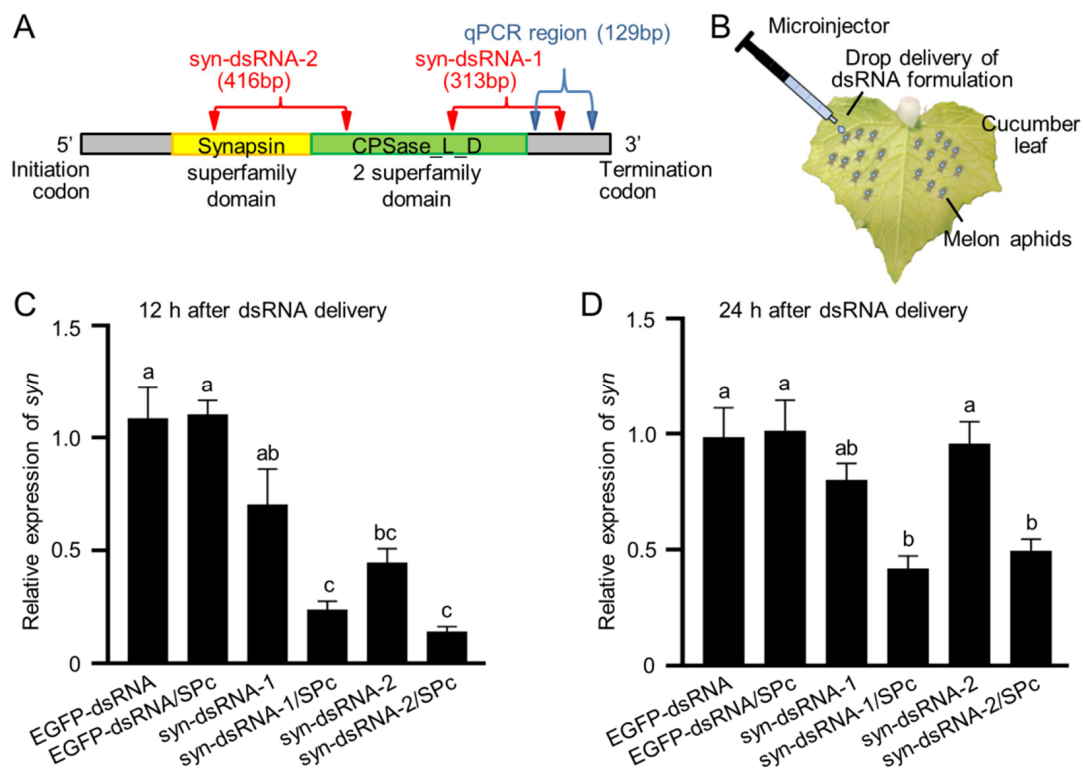 A
qPCR region (129bp)
syn-dsRNA-2
(416bp)
syn-dsRNA-1
(313bp)
5’
Synapsin
CPSase_L_D
3’
Initiation
codon
superfamily
domain
2 superfamily
domain
Termination
codon
B
Microinjector
Drop delivery of
dsRNA formulation
Cucumber
leaf
Melon aphids
C
12 h after dsRNA delivery
Relative expression of syn
1.5
1.0
0.5
0
a
a
ab
c
bc
c
EGFP-dsRNA
EGFP-dsRNA/SPc
syn-dsRNA-1
syn-dsRNA-1/SPc
syn-dsRNA-2
syn-dsRNA-2/SPc
D
24 h after dsRNA delivery
Relative expression of syn
1.5
1.0
0.5
0
a
a
ab
b
a
b
EGFP-dsRNA
EGFP-dsRNA/SPc
syn-dsRNA-1
syn-dsRNA-1/SPc
syn-dsRNA-2
syn-dsRNA-2/SPc